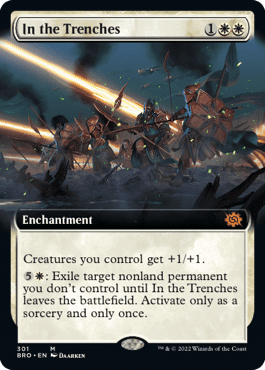 In the Trenches 1
Enchantment
Creatures you control get +1/+1.
5: Exile target nonland permanent
you don't control until In the Trenches
leaves the battlefield. Activate only as a
sorcery and only once.
301 M
BRO • EN DAARKEN
™ & © 2022 Wizards of the Coast